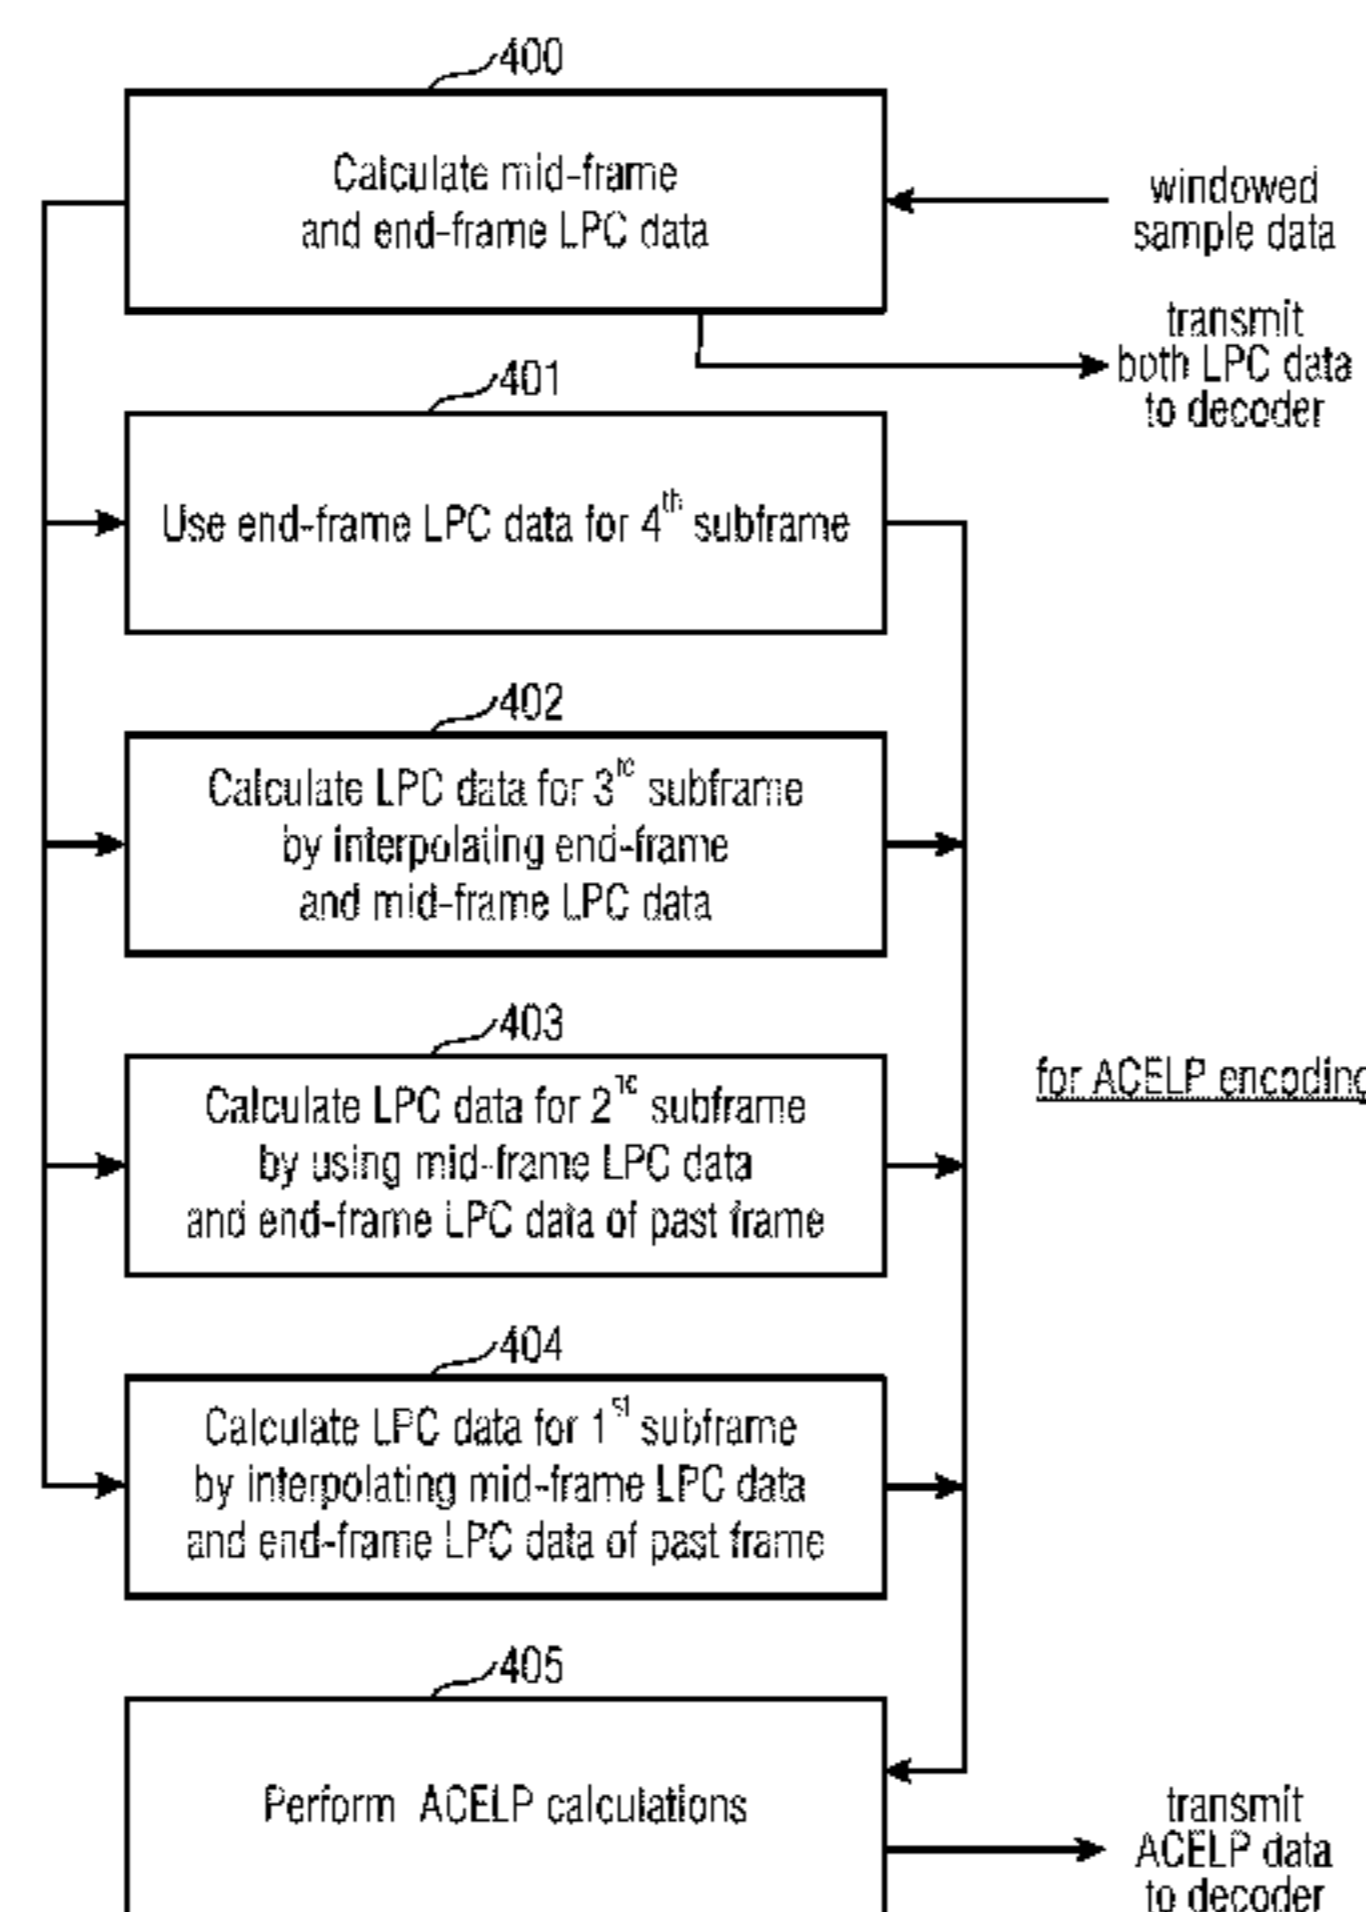 400
Calculate mid-frame
and end-frame LPC data
windowed
sample data
transmit
both LPC data
to decoder
401
Use end-frame LPC data for 4th subframe
402
Calculate LPC data for 3rd subframe
by interpolating end-frame
and mid-frame LPC data
403
Calculate LPC data for 2nd subframe
by using mid-frame LPC data
and end-frame LPC data of past frame
for ACELP encoding
404
Calculate LPC data for 1st subframe
by interpolating mid-frame LPC data
and end-frame LPC data of past frame
405
Perform ACELP calculations
transmit
ACELP data
to decoder